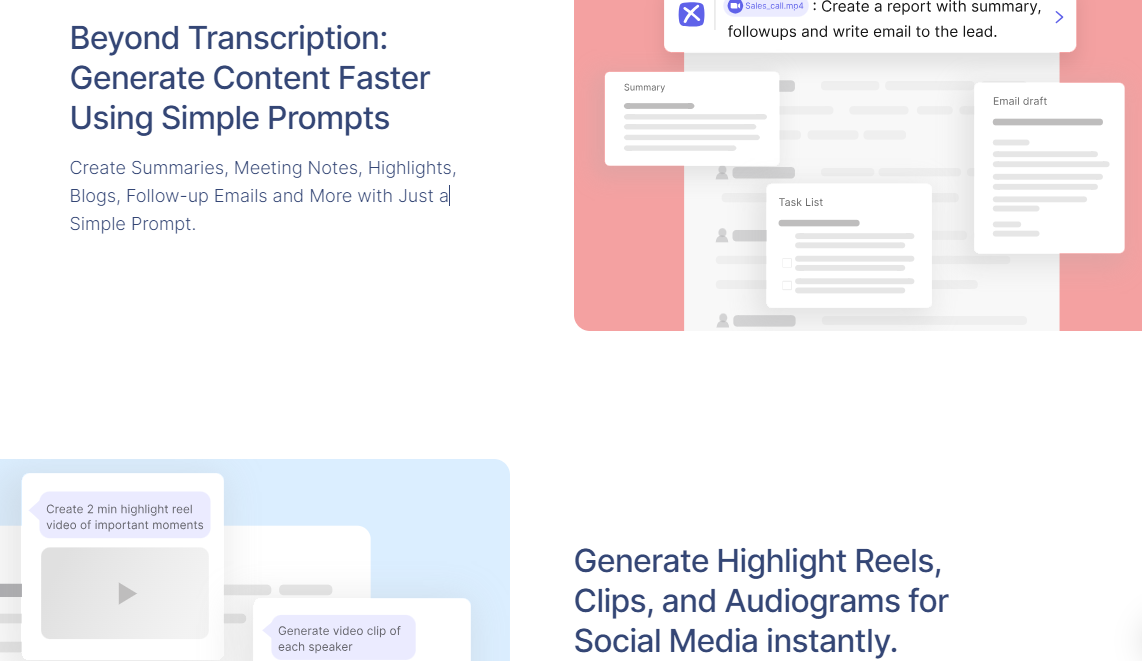 Beyond Transcription:
Generate Content Faster
Using Simple Prompts
Create Summaries, Meeting Notes, Highlights,
Blogs, Follow-up Emails and More with Just a
Simple Prompt.
Sales_call.mp4 : Create a report with summary,
followups and write email to the lead.
Summary
Email draft
Task List
Create 2 min highlight reel
video of important moments
Generate video clip of
each speaker
Generate Highlight Reels,
Clips, and Audiograms for
Social Media instantly.